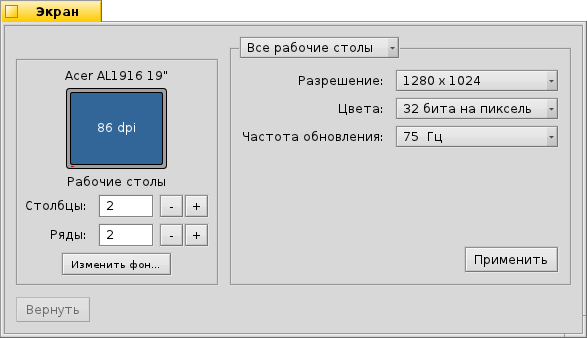 Экран
Acer AL1916 19"
86 dpi
Рабочие столы
Столбцы: 2 - +
Ряды: 2 - +
Изменить фон...
Все рабочие столы
Разрешение: 1280 x 1024
Цвета: 32 бита на пиксель
Частота обновления: 75 Гц
Применить
Вернуть